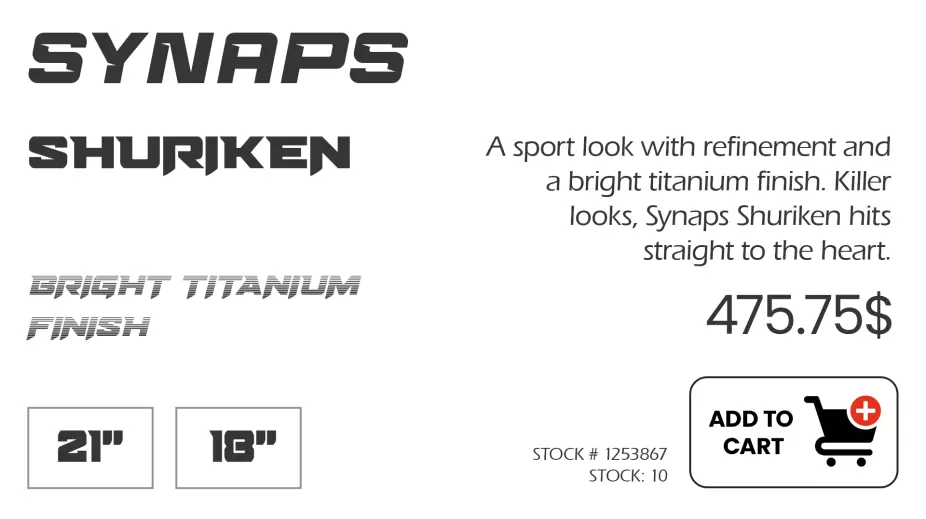 SYNAPS
SHURIKEN
A sport look with refinement and
a bright titanium finish. Killer
looks, Synaps Shuriken hits
straight to the heart.
BRIGHT TITANIUM
FINISH
475.75$
21"
18"
STOCK # 1253867
STOCK: 10
ADD TO
CART